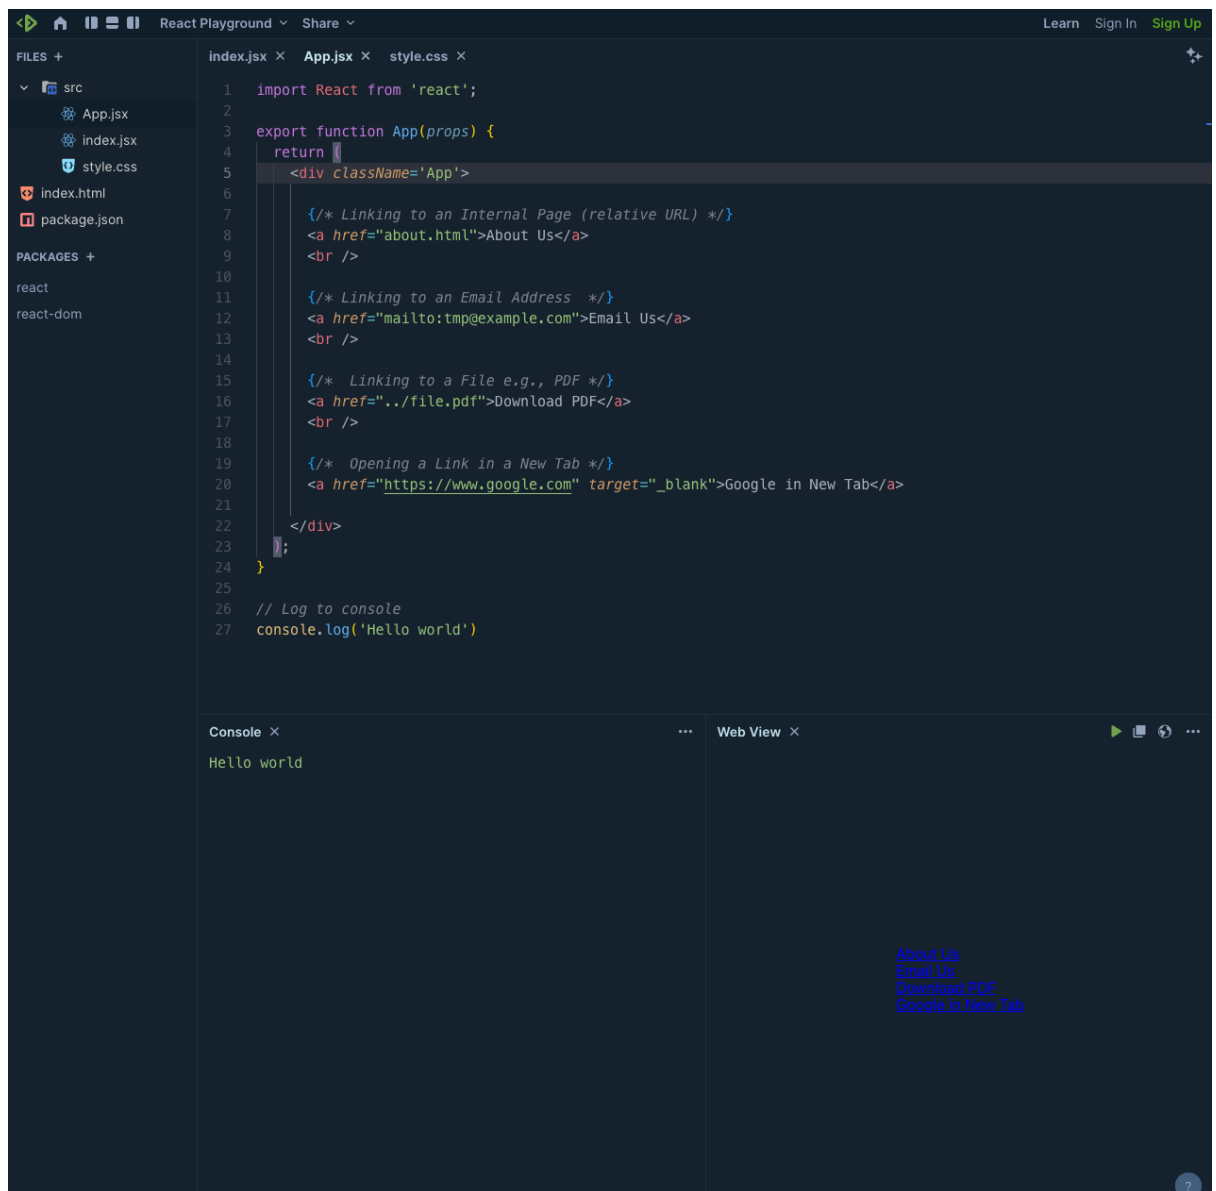 React Playground Share Learn Sign In Sign Up
FILES +
src
App.jsx
index.jsx
style.css
index.html
package.json
PACKAGES +
react
react-dom
index.jsx × App.jsx × style.css ×
1 import React from 'react';
2
3 export function App(props) {
4 return (
5 <div className='App'>
6
7 {/* Linking to an Internal Page (relative URL) */}
8 <a href="about.html">About Us</a>
9 <br />
10
11 {/* Linking to an Email Address  */}
12 <a href="mailto:tmp@example.com">Email Us</a>
13 <br />
14
15 {/*  Linking to a File e.g., PDF */}
16 <a href="../file.pdf">Download PDF</a>
17 <br />
18
19 {/*  Opening a Link in a New Tab */}
20 <a href="https://www.google.com" target="_blank">Google in New Tab</a>
21
22 </div>
23 );
24 }
25
26 // Log to console
27 console.log('Hello world')
Console × ···
Hello world
Web View × ···
About Us
Email Us
Download PDF
Google in New Tab
?